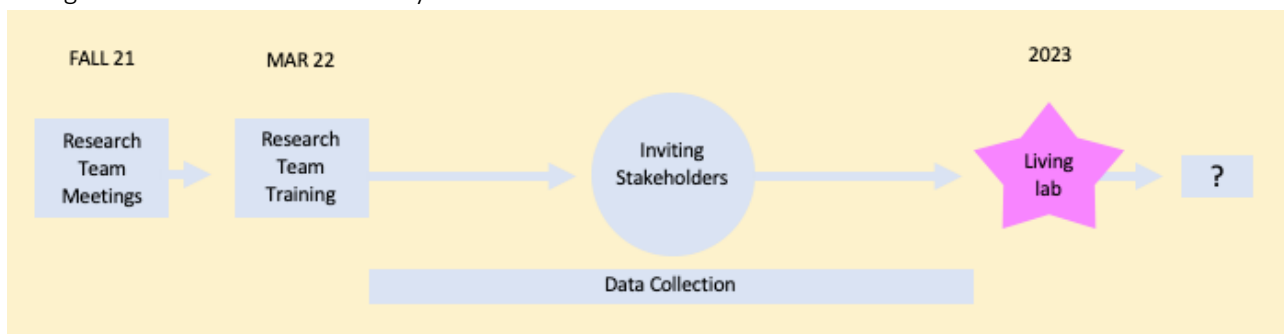 FALL 21
MAR 22
2023
Research
Team
Meetings
Research
Team
Training
Inviting
Stakeholders
Living
lab
?
Data Collection